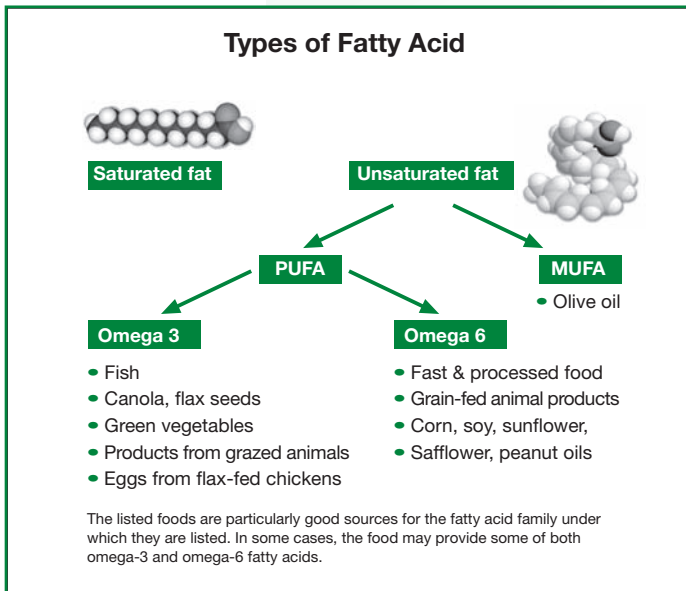 Types of Fatty Acid
Saturated fat
Unsaturated fat
PUFA
MUFA
• Olive oil
Omega 3
• Fish
• Canola, flax seeds
• Green vegetables
• Products from grazed animals
• Eggs from flax-fed chickens
Omega 6
• Fast & processed food
• Grain-fed animal products
• Corn, soy, sunflower,
• Safflower, peanut oils
The listed foods are particularly good sources for the fatty acid family under
which they are listed. In some cases, the food may provide some of both
omega-3 and omega-6 fatty acids.